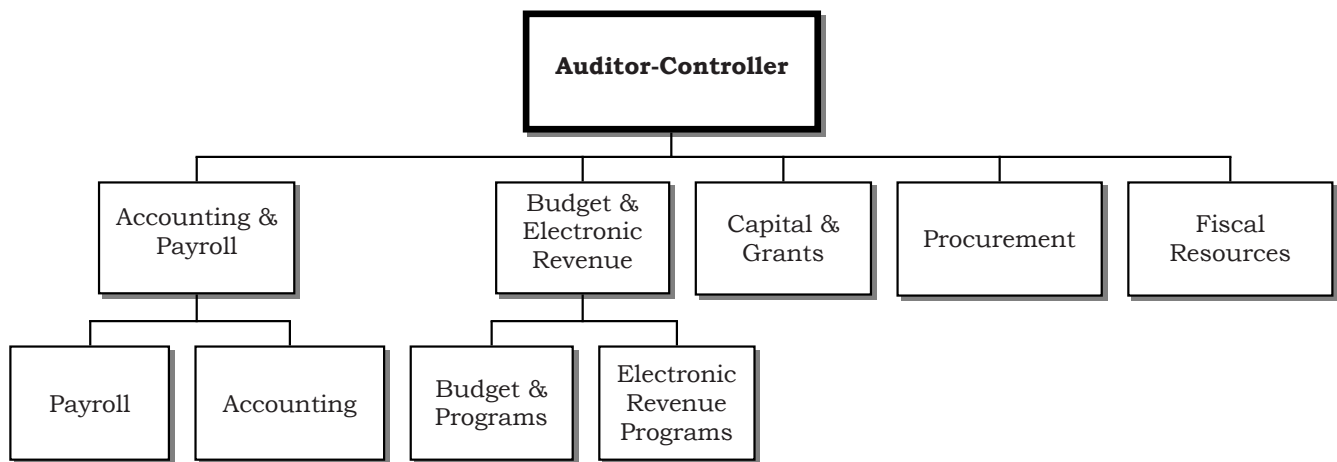 Auditor-Controller
Accounting &
Payroll
Budget &
Electronic
Revenue
Capital &
Grants
Procurement
Fiscal
Resources
Payroll
Accounting
Budget &
Programs
Electronic
Revenue
Programs